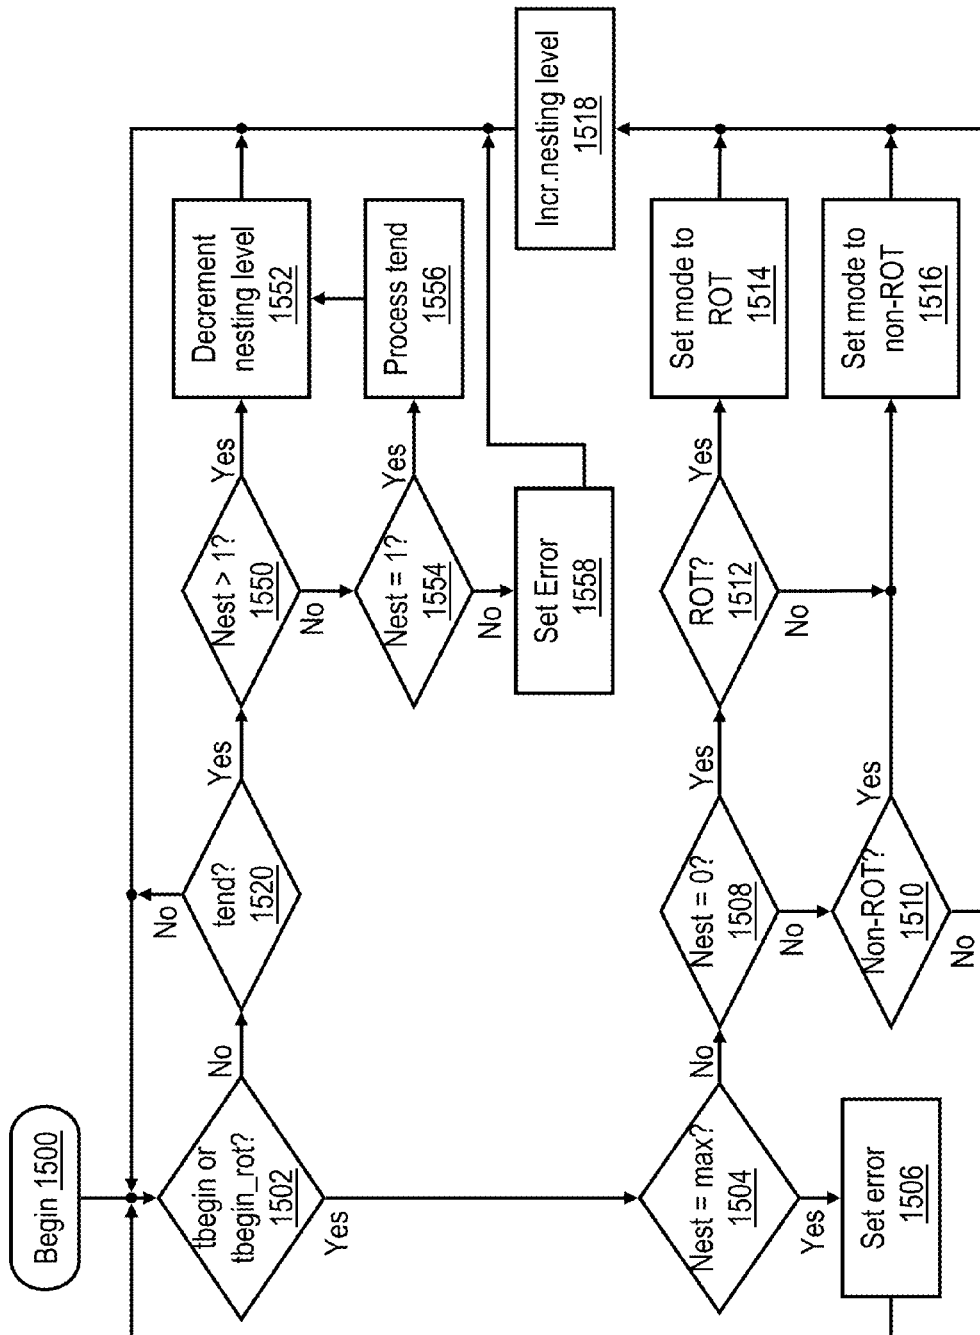 Begin 1500
tbegin or
tbegin_rot?
1502
No
Yes
tend?
1520
No
Yes
Nest > 1?
1550
Yes
No
Decrement
nesting level
1552
Nest = 1?
1554
Yes
No
Process tend
1556
Set Error
1558
Incr.nesting level
1518
Nest = max?
1504
No
Yes
Set error
1506
Nest = 0?
1508
Yes
No
Non-ROT?
1510
Yes
No
ROT?
1512
Yes
No
Set mode to
ROT
1514
Set mode to
non-ROT
1516